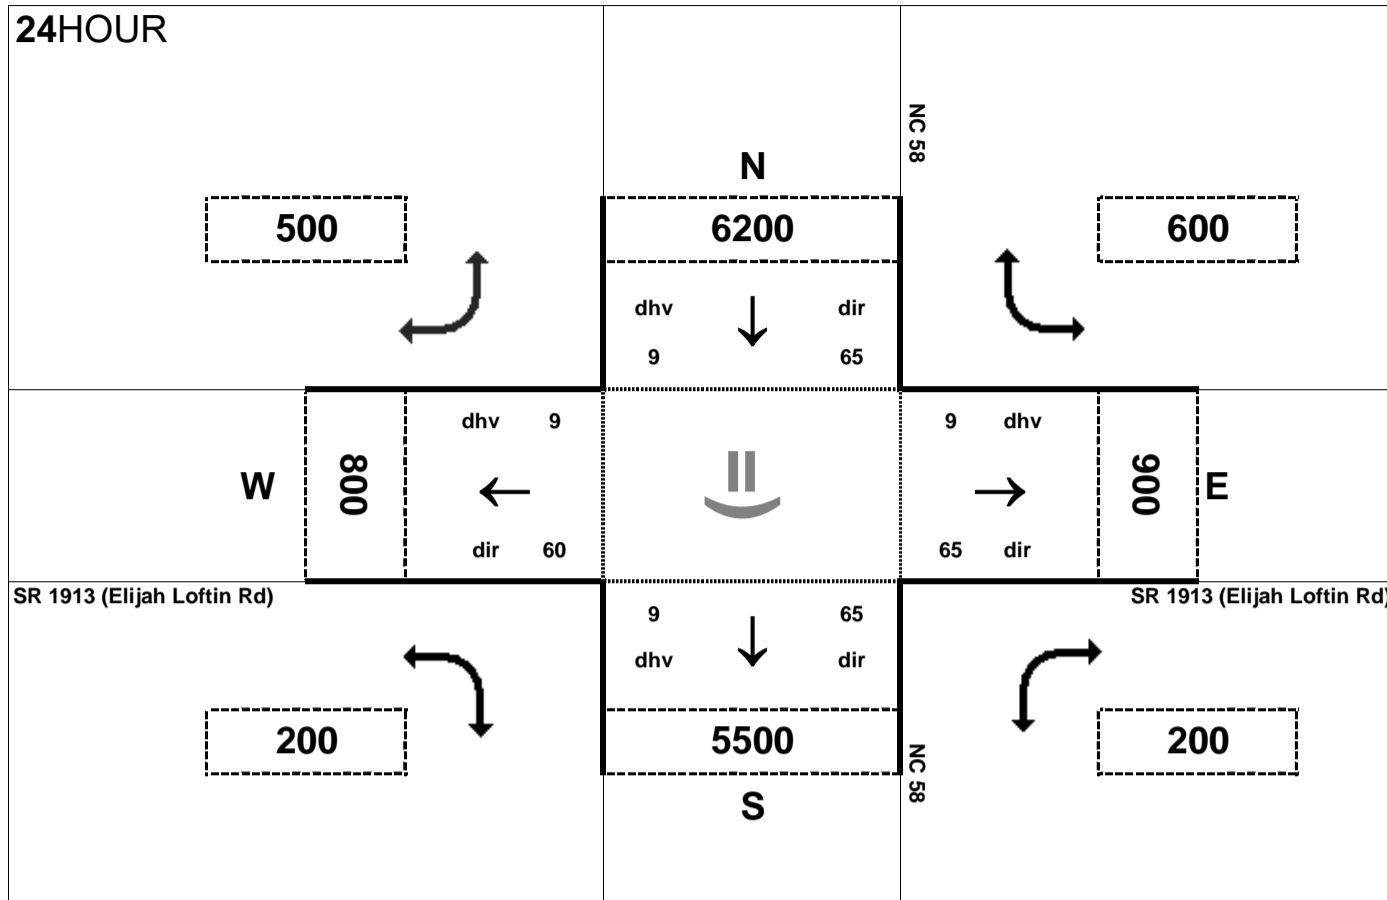 24HOUR
NC 58
N
500
6200
600
dhv
dir
9
65
dhv 9
9 dhv
W
800
900
E
dir 60
65 dir
SR 1913 (Elijah Loftin Rd)
SR 1913 (Elijah Loftin Rd)
9
65
dhv
dir
200
5500
200
NC 58
S